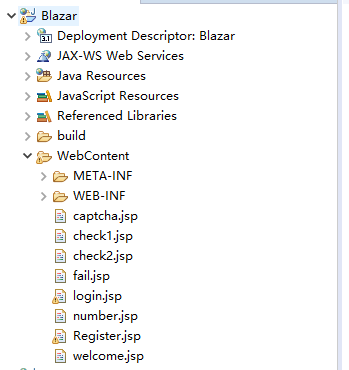 Blazar
Deployment Descriptor: Blazar
JAX-WS Web Services
Java Resources
JavaScript Resources
Referenced Libraries
build
WebContent
META-INF
WEB-INF
captcha.jsp
check1.jsp
check2.jsp
fail.jsp
login.jsp
number.jsp
Register.jsp
welcome.jsp